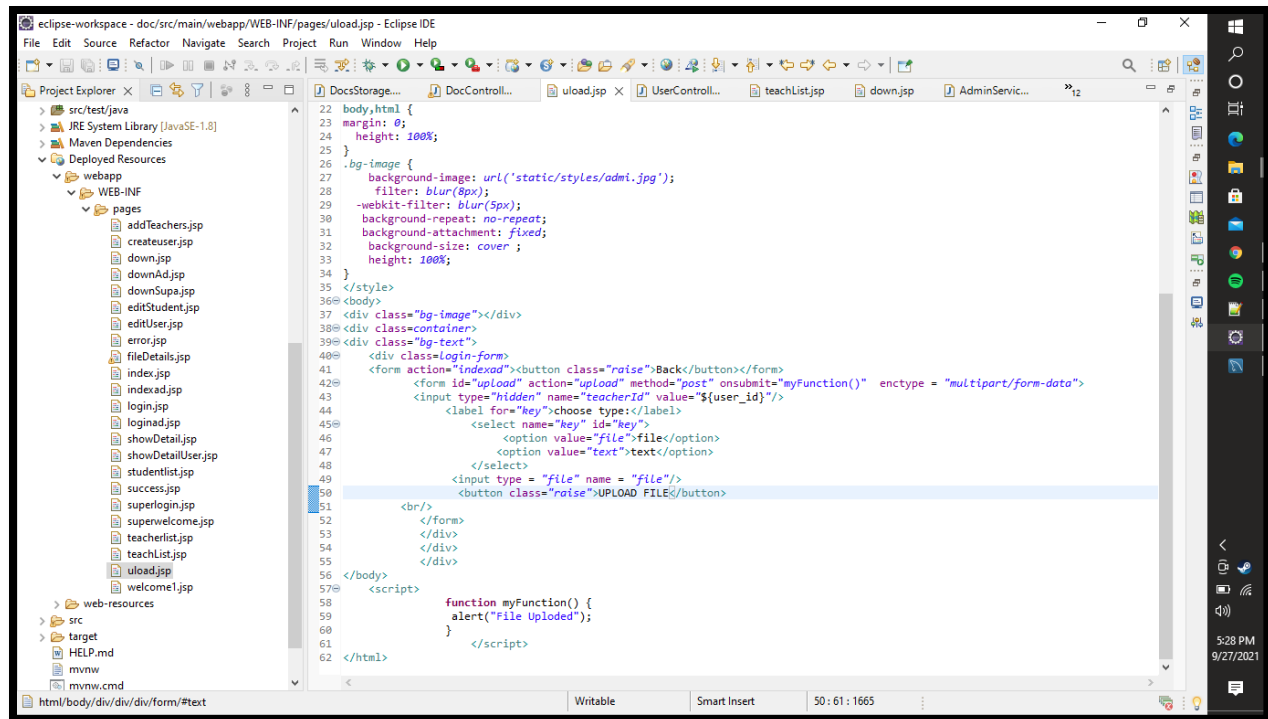 eclipse-workspace - doc/src/main/webapp/WEB-INF/pages/uload.jsp - Eclipse IDE
File Edit Source Refactor Navigate Search Project Run Window Help
Project Explorer
DocsStorage....
DocControll...
uload.jsp
UserControll...
teachList.jsp
down.jsp
AdminServic...
»12
src/test/java
JRE System Library [JavaSE-1.8]
Maven Dependencies
Deployed Resources
webapp
WEB-INF
pages
addTeachers.jsp
createuser.jsp
down.jsp
downAd.jsp
downSupa.jsp
editStudent.jsp
editUser.jsp
error.jsp
fileDetails.jsp
index.jsp
indexad.jsp
login.jsp
loginad.jsp
showDetail.jsp
showDetailUser.jsp
studentlist.jsp
success.jsp
superlogin.jsp
superwelcome.jsp
teacherlist.jsp
teachList.jsp
uload.jsp
welcome1.jsp
web-resources
src
target
HELP.md
mvnw
mvnw.cmd
22 body,html {
23 margin: 0;
24 height: 100%;
25 }
26 .bg-image {
27 background-image: url('static/styles/admi.jpg');
28 filter: blur(8px);
29 -webkit-filter: blur(5px);
30 background-repeat: no-repeat;
31 background-attachment: fixed;
32 background-size: cover ;
33 height: 100%;
34 }
35 </style>
36 <body>
37 <div class="bg-image"></div>
38 <div class=container>
39 <div class="bg-text">
40 <div class=login-form>
41 <form action="indexad"><button class="raise">Back</button></form>
42 <form id="upload" action="upload" method="post" onsubmit="myFunction()" enctype = "multipart/form-data">
43 <input type="hidden" name="teacherId" value="${user_id}"/>
44 <label for="key">choose type:</label>
45 <select name="key" id="key">
46 <option value="file">file</option>
47 <option value="text">text</option>
48 </select>
49 <input type = "file" name = "file"/>
50 <button class="raise">UPLOAD FILE</button>
51 <br/>
52 </form>
53 </div>
54 </div>
55 </div>
56 </body>
57 <script>
58 function myFunction() {
59 alert("File Uploded");
60 }
61 </script>
62 </html>
html/body/div/div/div/form/#text
Writable
Smart Insert
50 : 61 : 1665
5:28 PM
9/27/2021